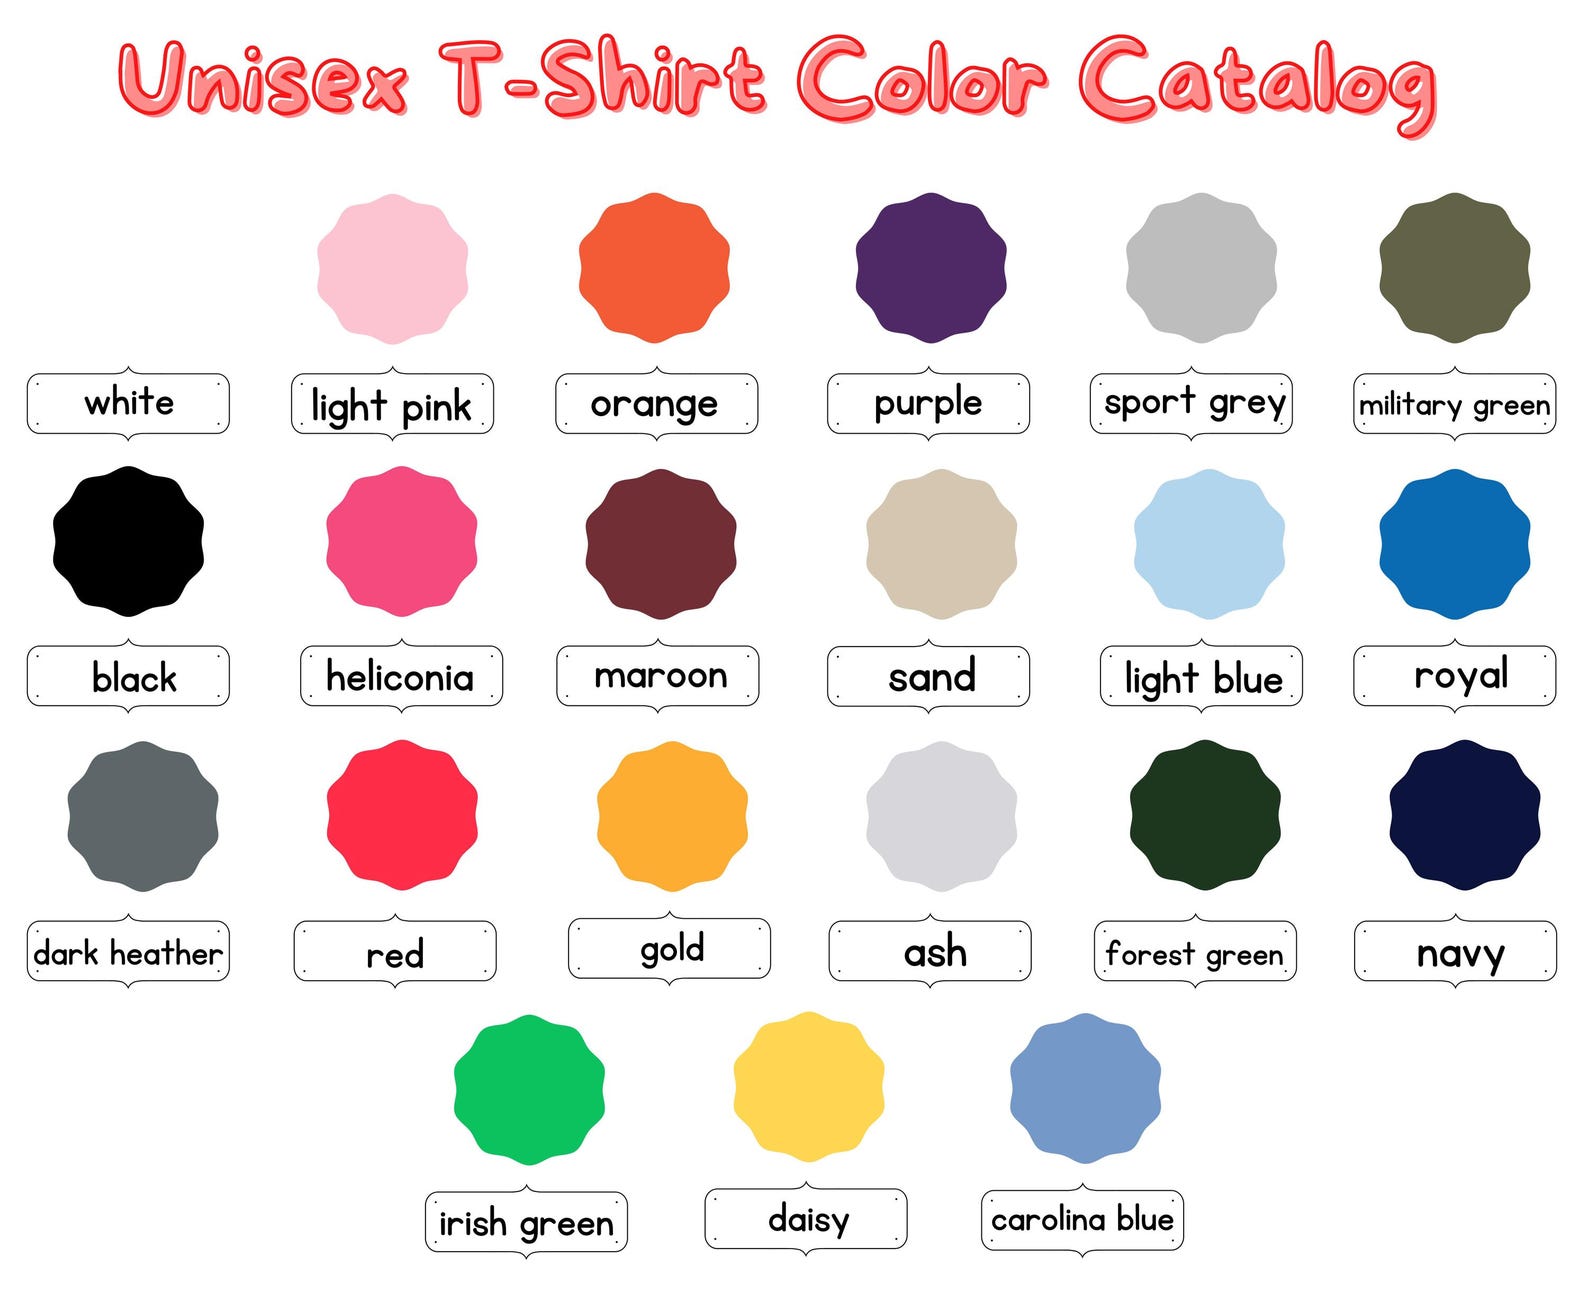 Unisex T-Shirt Color Catalog
white
light pink
orange
purple
sport grey
military green
black
heliconia
maroon
sand
light blue
royal
dark heather
red
gold
ash
forest green
navy
irish green
daisy
carolina blue